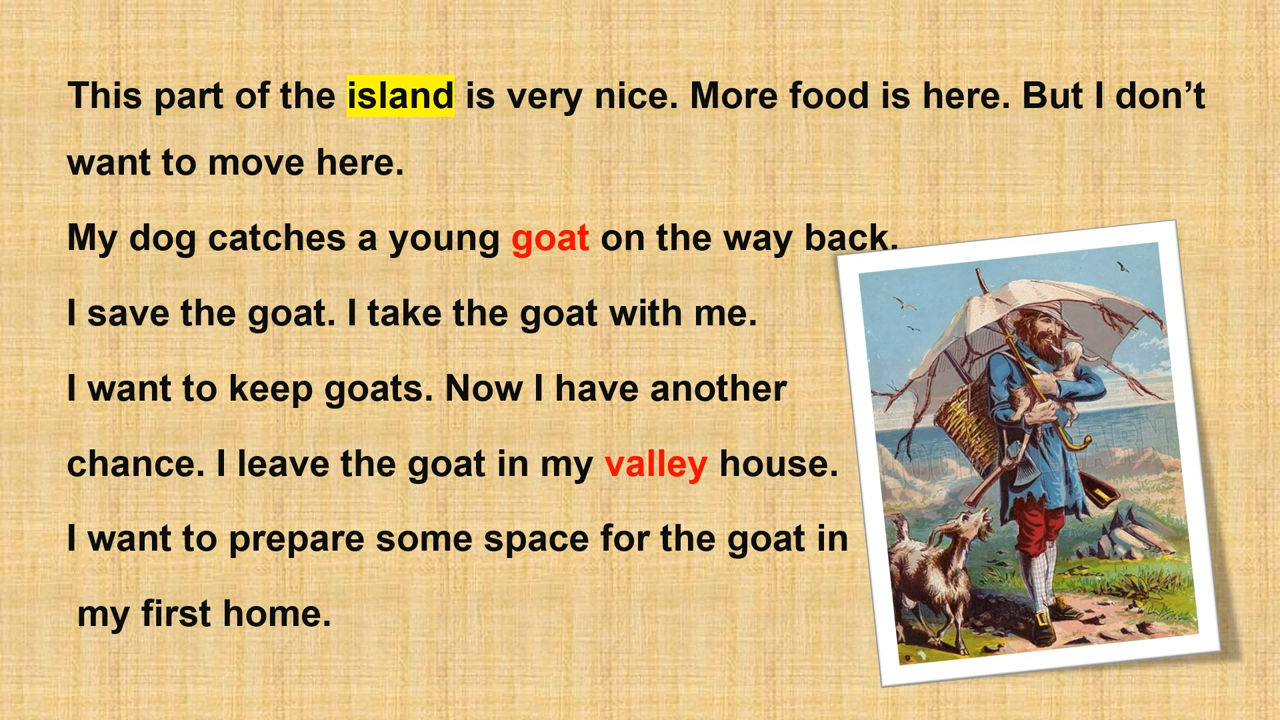 This part of the island is very nice. More food is here. But I don’t
want to move here.
My dog catches a young goat on the way back.
I save the goat. I take the goat with me.
I want to keep goats. Now I have another
chance. I leave the goat in my valley house.
I want to prepare some space for the goat in
my first home.